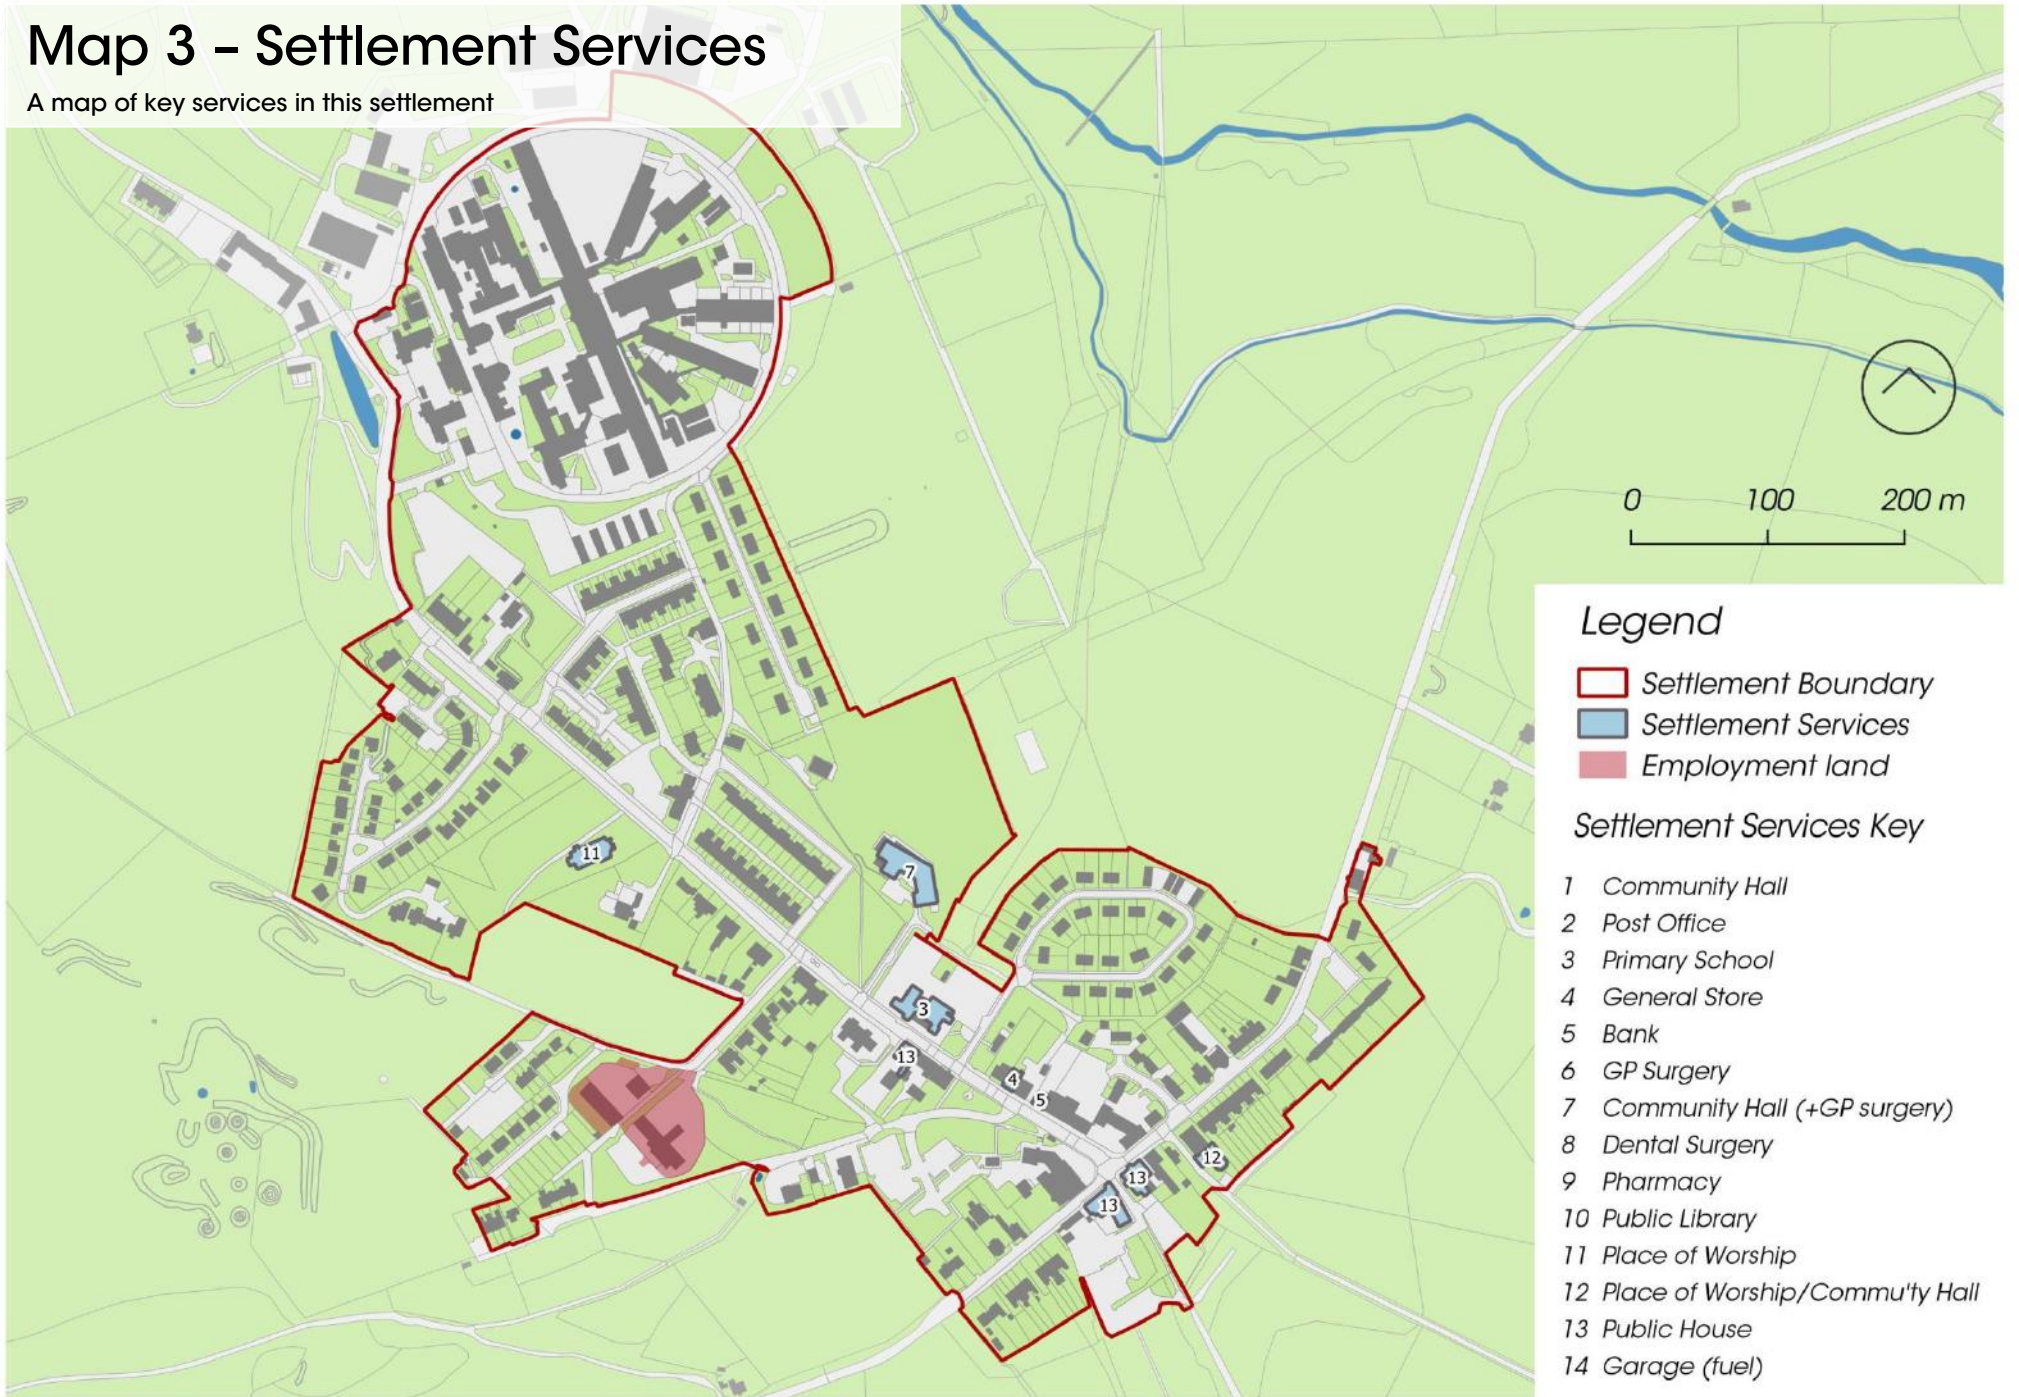 Map 3 – Settlement Services
A map of key services in this settlement
0 100 200 m
Legend
Settlement Boundary
Settlement Services
Employment land
Settlement Services Key
1 Community Hall
2 Post Office
3 Primary School
4 General Store
5 Bank
6 GP Surgery
7 Community Hall (+GP surgery)
8 Dental Surgery
9 Pharmacy
10 Public Library
11 Place of Worship
12 Place of Worship/Commu'ty Hall
13 Public House
14 Garage (fuel)
11
7
3
13
4
5
12
13
13